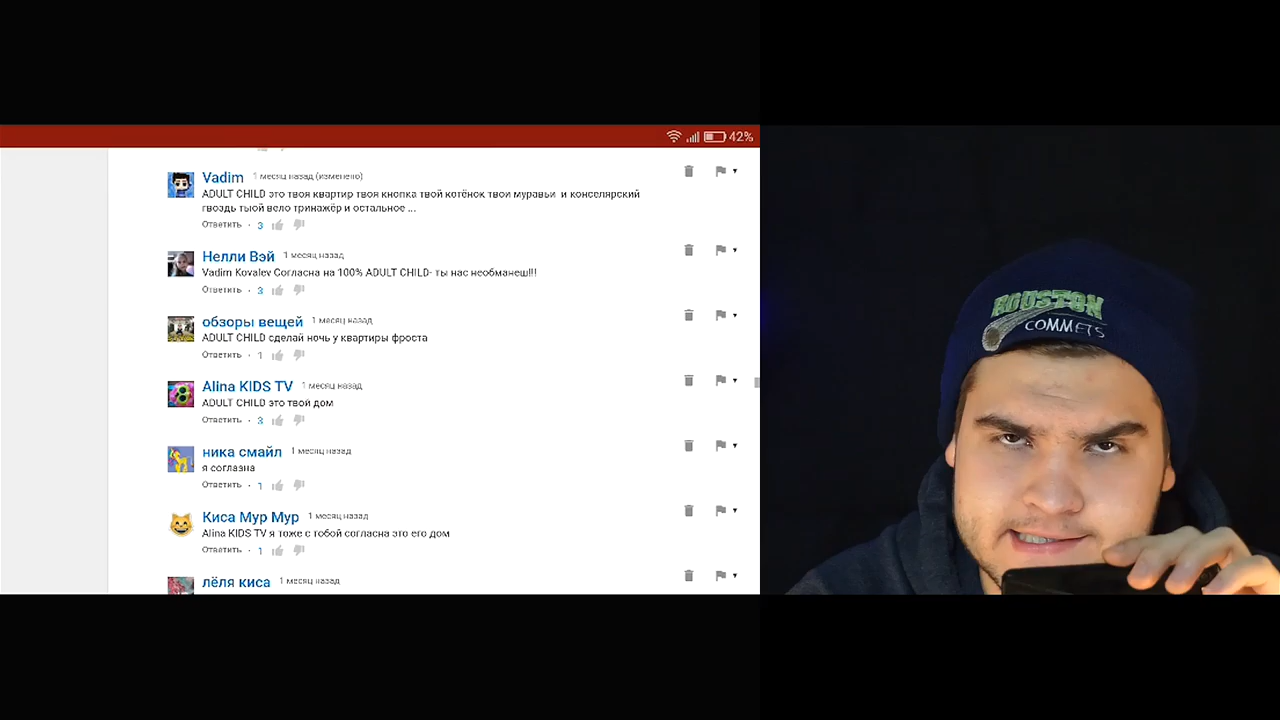 42%
Vadim 1 месяц назад (изменено)
ADULT CHILD это твоя квартир твоя кнопка твой котёнок твои муравьи и конселярский
гвоздь тыой вело тринажёр и остальное ...
Ответить · 3
Нелли Вэй 1 месяц назад
Vadim Kovalev Согласна на 100% ADULT CHILD- ты нас необманеш!!!
Ответить · 3
обзоры вещей 1 месяц назад
ADULT CHILD сделай ночь у квартиры фроста
Ответить · 1
Alina KIDS TV 1 месяц назад
ADULT CHILD это твой дом
Ответить · 3
ника смайл 1 месяц назад
я соглазна
Ответить · 1
Киса Мур Мур 1 месяц назад
Alina KIDS TV я тоже с тобой согласна это его дом
Ответить · 1
лёля киса 1 месяц назад
HOUSTON
COMMETS